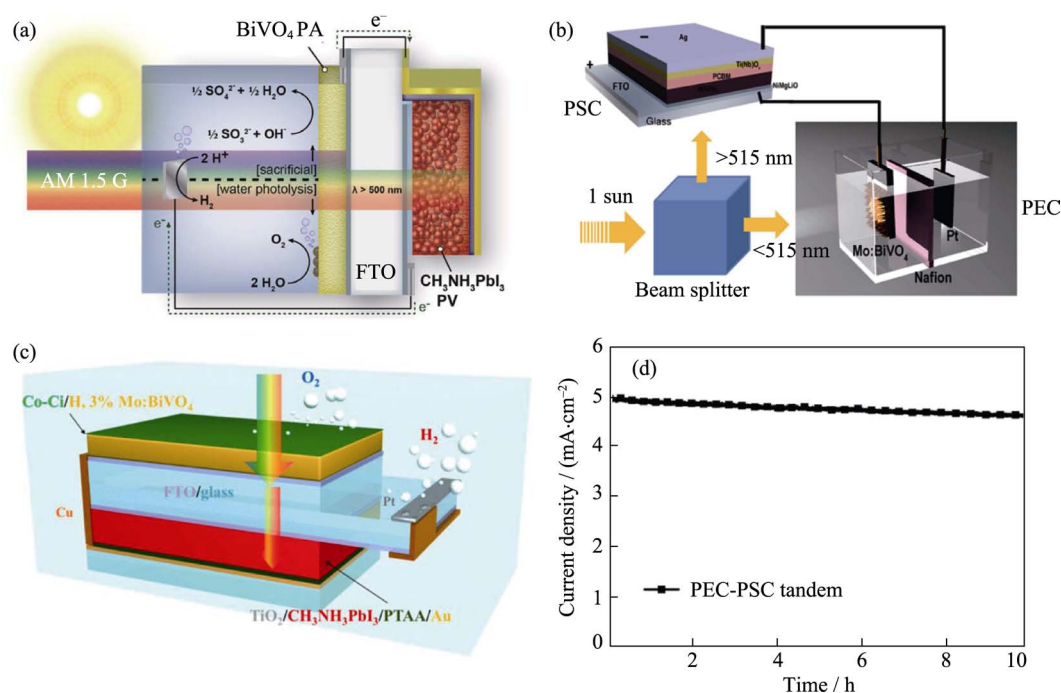 (a)
BiVO₄ PA
e⁻
½ SO₄²⁻ + ½ H₂O
½ SO₃²⁻ + OH⁻
2 H⁺
H₂
AM 1.5 G
[sacrificial]
[water photolysis]
λ > 500 nm
e⁻
O₂
2 H₂O
FTO
CH₃NH₃PbI₃
PV
e⁻
(b)
Ag
Ti(Nb)Oₓ
PCBM
NiMgLiO
+
FTO
Glass
PSC
>515 nm
1 sun
<515 nm
Beam splitter
PEC
Mo:BiVO₄
Pt
Nafion
(c)
Co-Ci/H, 3% Mo:BiVO₄
O₂
H₂
FTO/glass
Pt
Cu
TiO₂/CH₃NH₃PbI₃/PTAA/Au
(d)
Current density / (mA·cm⁻²)
6
5
4
3
2
1
0
PEC-PSC tandem
2 4 6 8 10
Time / h